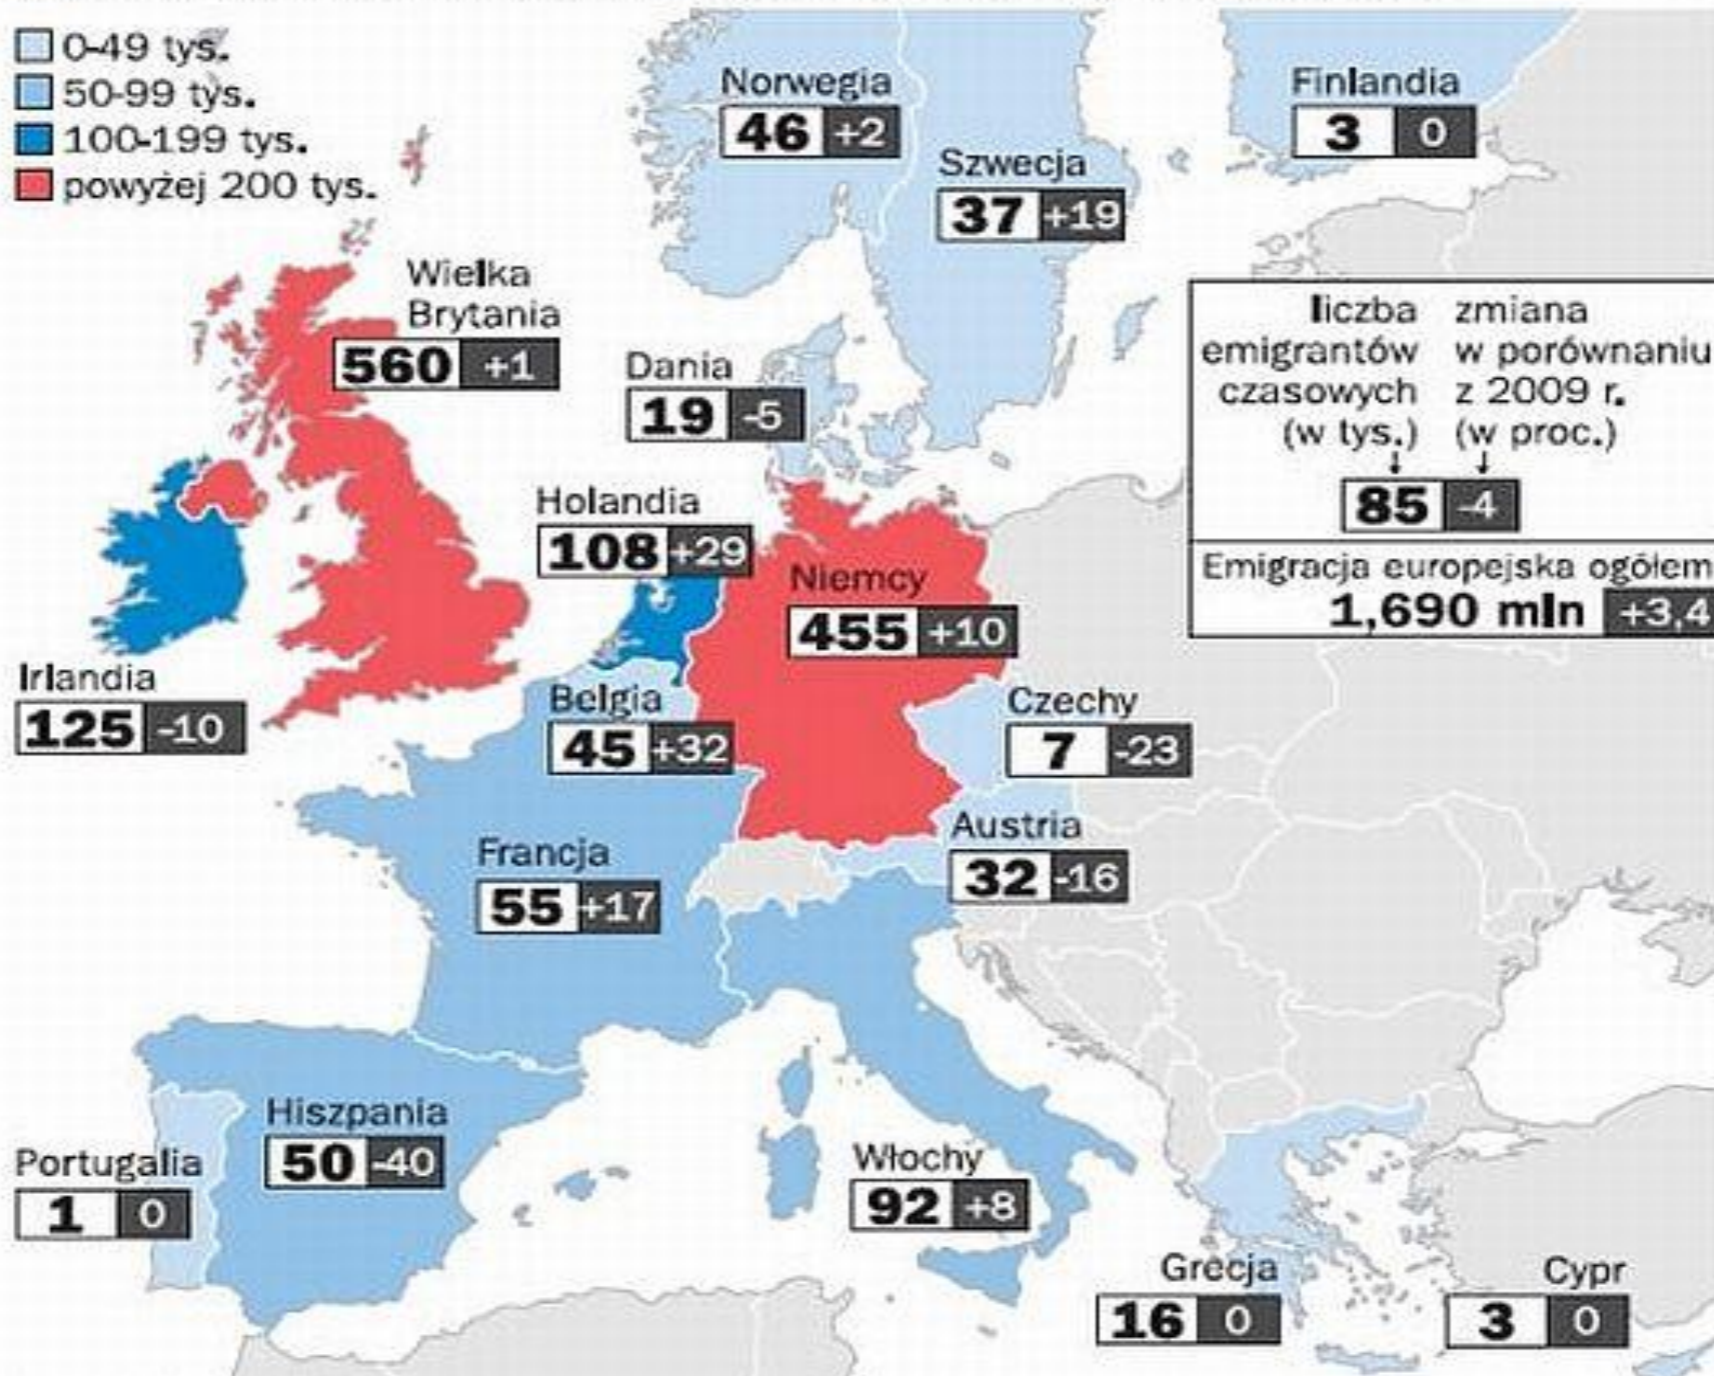 0-49 tys.
50-99 tys.
100-199 tys.
powyżej 200 tys.
Norwegia
46 +2
Finlandia
3 0
Szwecja
37 +19
Wielka
Brytania
560 +1
Dania
19 -5
liczba
emigrantów
czasowych
(w tys.)
zmiana
w porównaniu
z 2009 r.
(w proc.)
85 -4
Emigracja europejska ogółem
1,690 mln +3,4
Holandia
108 +29
Niemcy
455 +10
Irlandia
125 -10
Belgia
45 +32
Czechy
7 -23
Austria
32 -16
Francja
55 +17
Hiszpania
50 -40
Portugalia
1 0
Włochy
92 +8
Grecja
16 0
Cypr
3 0